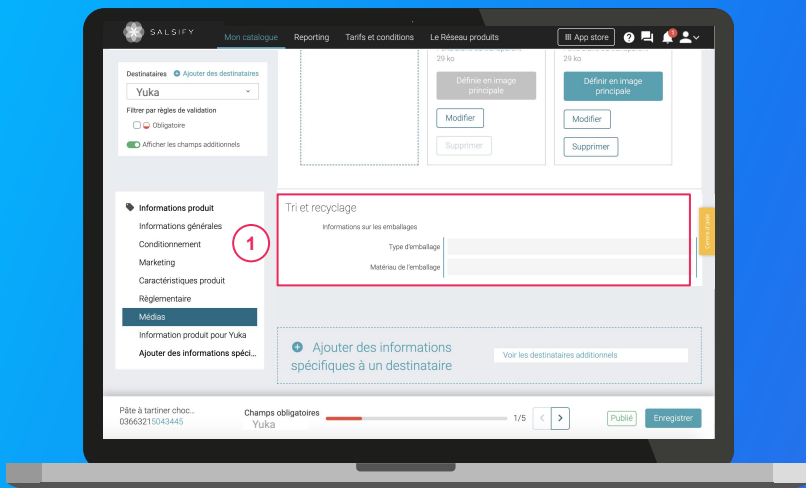 SALSIFY
Mon catalogue
Reporting
Tarifs et conditions
Le Réseau produits
App store
Destinataires
Ajouter des destinataires
Yuka
Filtrer par règles de validation
Obligatoire
Afficher les champs additionnels
29 ko
Définie en image
principale
Modifier
Supprimer
29 ko
Définir en image
principale
Modifier
Supprimer
Informations produit
Informations générales
Conditionnement
Marketing
Caractéristiques produit
Règlementaire
Médias
Information produit pour Yuka
Ajouter des informations spéci...
1
Tri et recyclage
Informations sur les emballages
Type d'emballage
Matériau de l'emballage
Centre d'aide
Ajouter des informations
spécifiques à un destinataire
Voir les destinataires additionnels
Pâte à tartiner choc...
03663215043445
Champs obligatoires
Yuka
1/5
Publié
Enregistrer